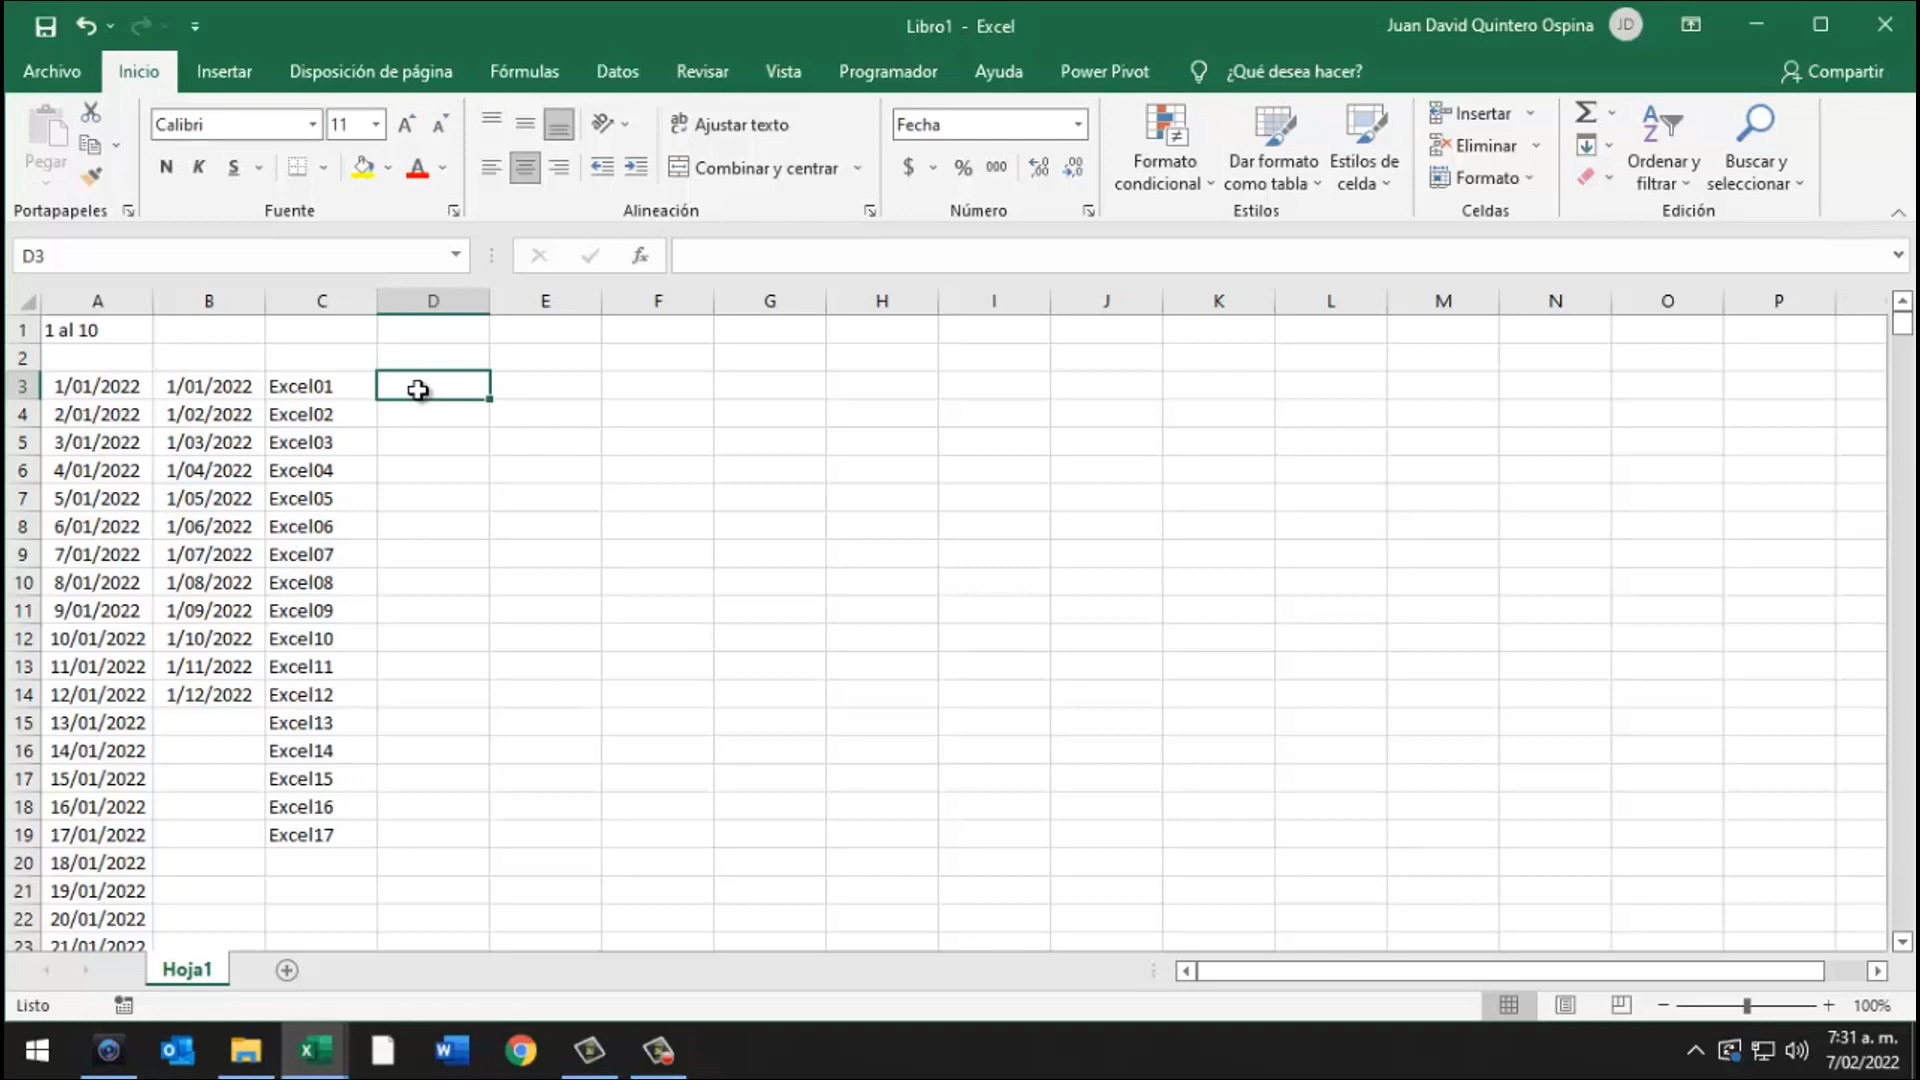 Libro1 - Excel
Juan David Quintero Ospina JD
Archivo Inicio Insertar Disposición de página Fórmulas Datos Revisar Vista Programador Ayuda Power Pivot ¿Qué desea hacer? Compartir
Pegar
Portapapeles
Calibri 11
N K S
Fuente
Ajustar texto
Combinar y centrar
Alineación
Fecha
$ % 000
Número
Formato condicional
Dar formato como tabla
Estilos de celda
Estilos
Insertar
Eliminar
Formato
Celdas
Ordenar y filtrar
Buscar y seleccionar
Edición
D3 fx
A B C D E F G H I J K L M N O P
1 1 al 10
2
3 1/01/2022 1/01/2022 Excel01
4 2/01/2022 1/02/2022 Excel02
5 3/01/2022 1/03/2022 Excel03
6 4/01/2022 1/04/2022 Excel04
7 5/01/2022 1/05/2022 Excel05
8 6/01/2022 1/06/2022 Excel06
9 7/01/2022 1/07/2022 Excel07
10 8/01/2022 1/08/2022 Excel08
11 9/01/2022 1/09/2022 Excel09
12 10/01/2022 1/10/2022 Excel10
13 11/01/2022 1/11/2022 Excel11
14 12/01/2022 1/12/2022 Excel12
15 13/01/2022 Excel13
16 14/01/2022 Excel14
17 15/01/2022 Excel15
18 16/01/2022 Excel16
19 17/01/2022 Excel17
20 18/01/2022
21 19/01/2022
22 20/01/2022
23 21/01/2022
Hoja1
Listo
100%
7:31 a. m.
7/02/2022